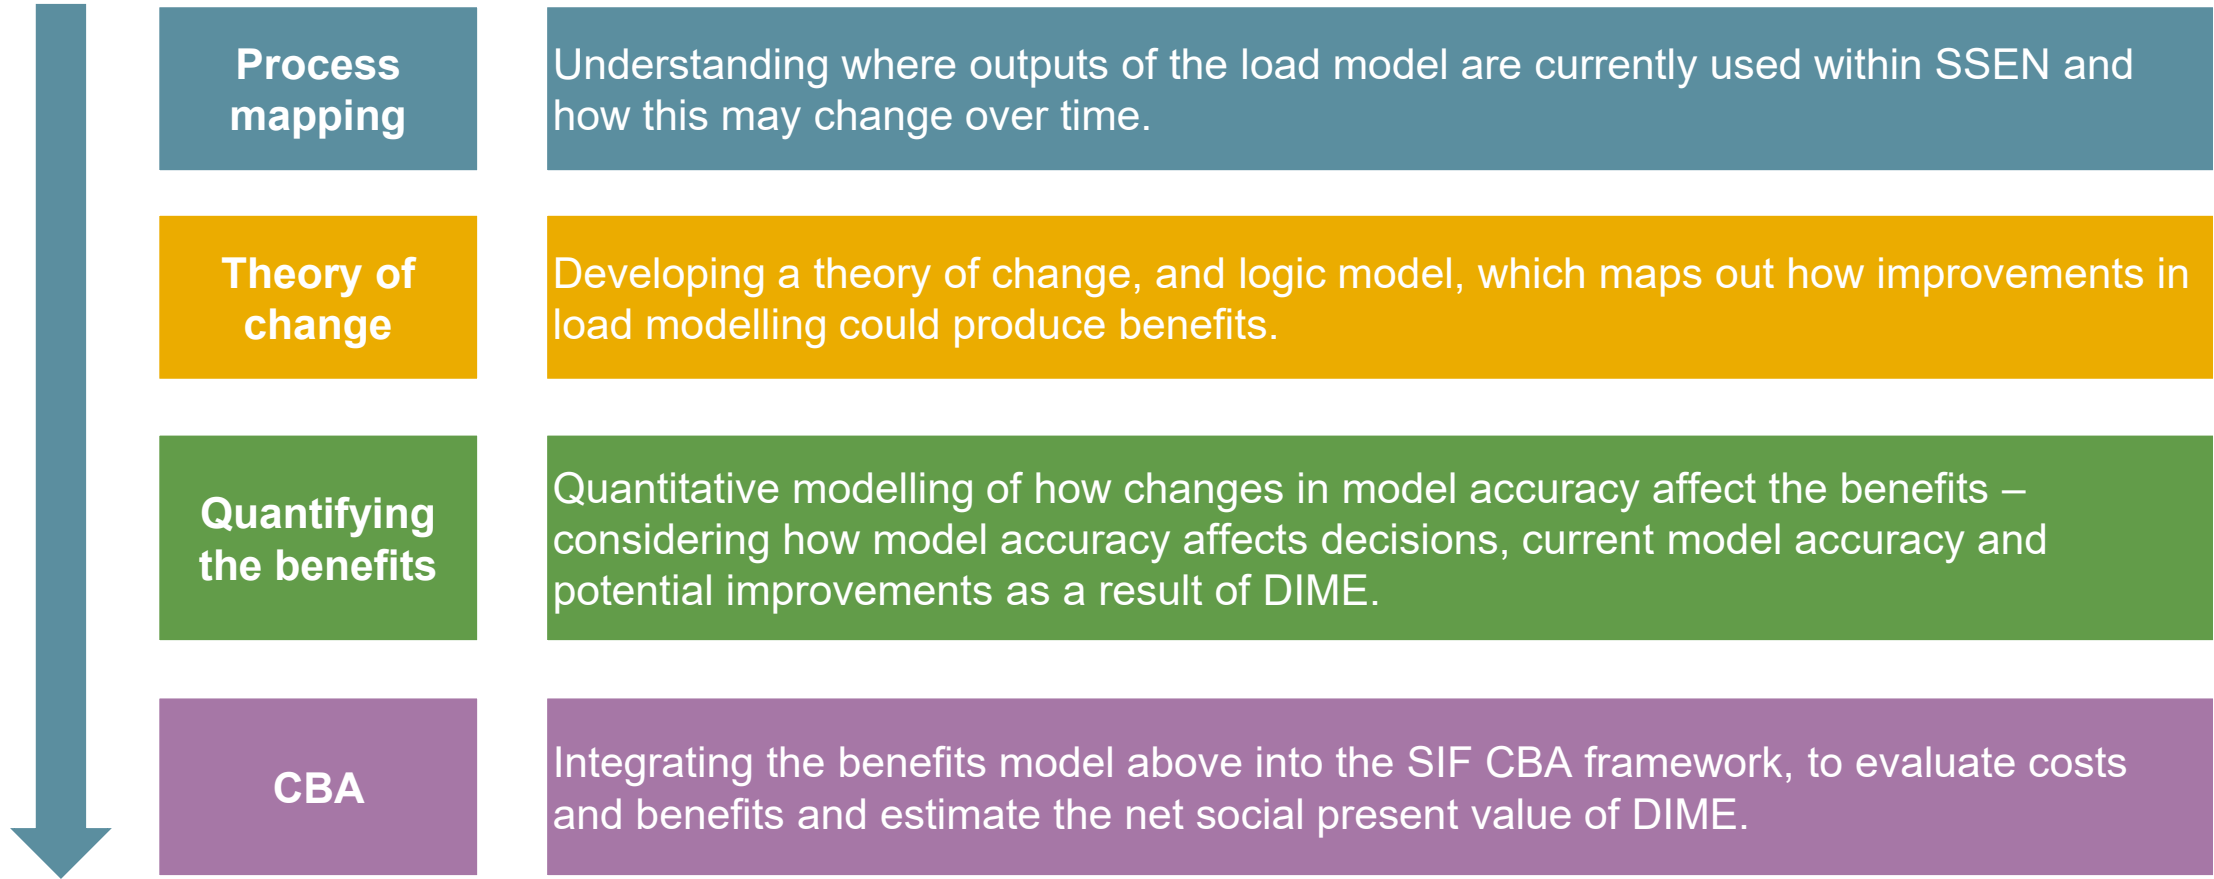 Process
mapping
Understanding where outputs of the load model are currently used within SSEN and
how this may change over time.
Theory of
change
Developing a theory of change, and logic model, which maps out how improvements in
load modelling could produce benefits.
Quantifying
the benefits
Quantitative modelling of how changes in model accuracy affect the benefits –
considering how model accuracy affects decisions, current model accuracy and
potential improvements as a result of DIME.
CBA
Integrating the benefits model above into the SIF CBA framework, to evaluate costs
and benefits and estimate the net social present value of DIME.